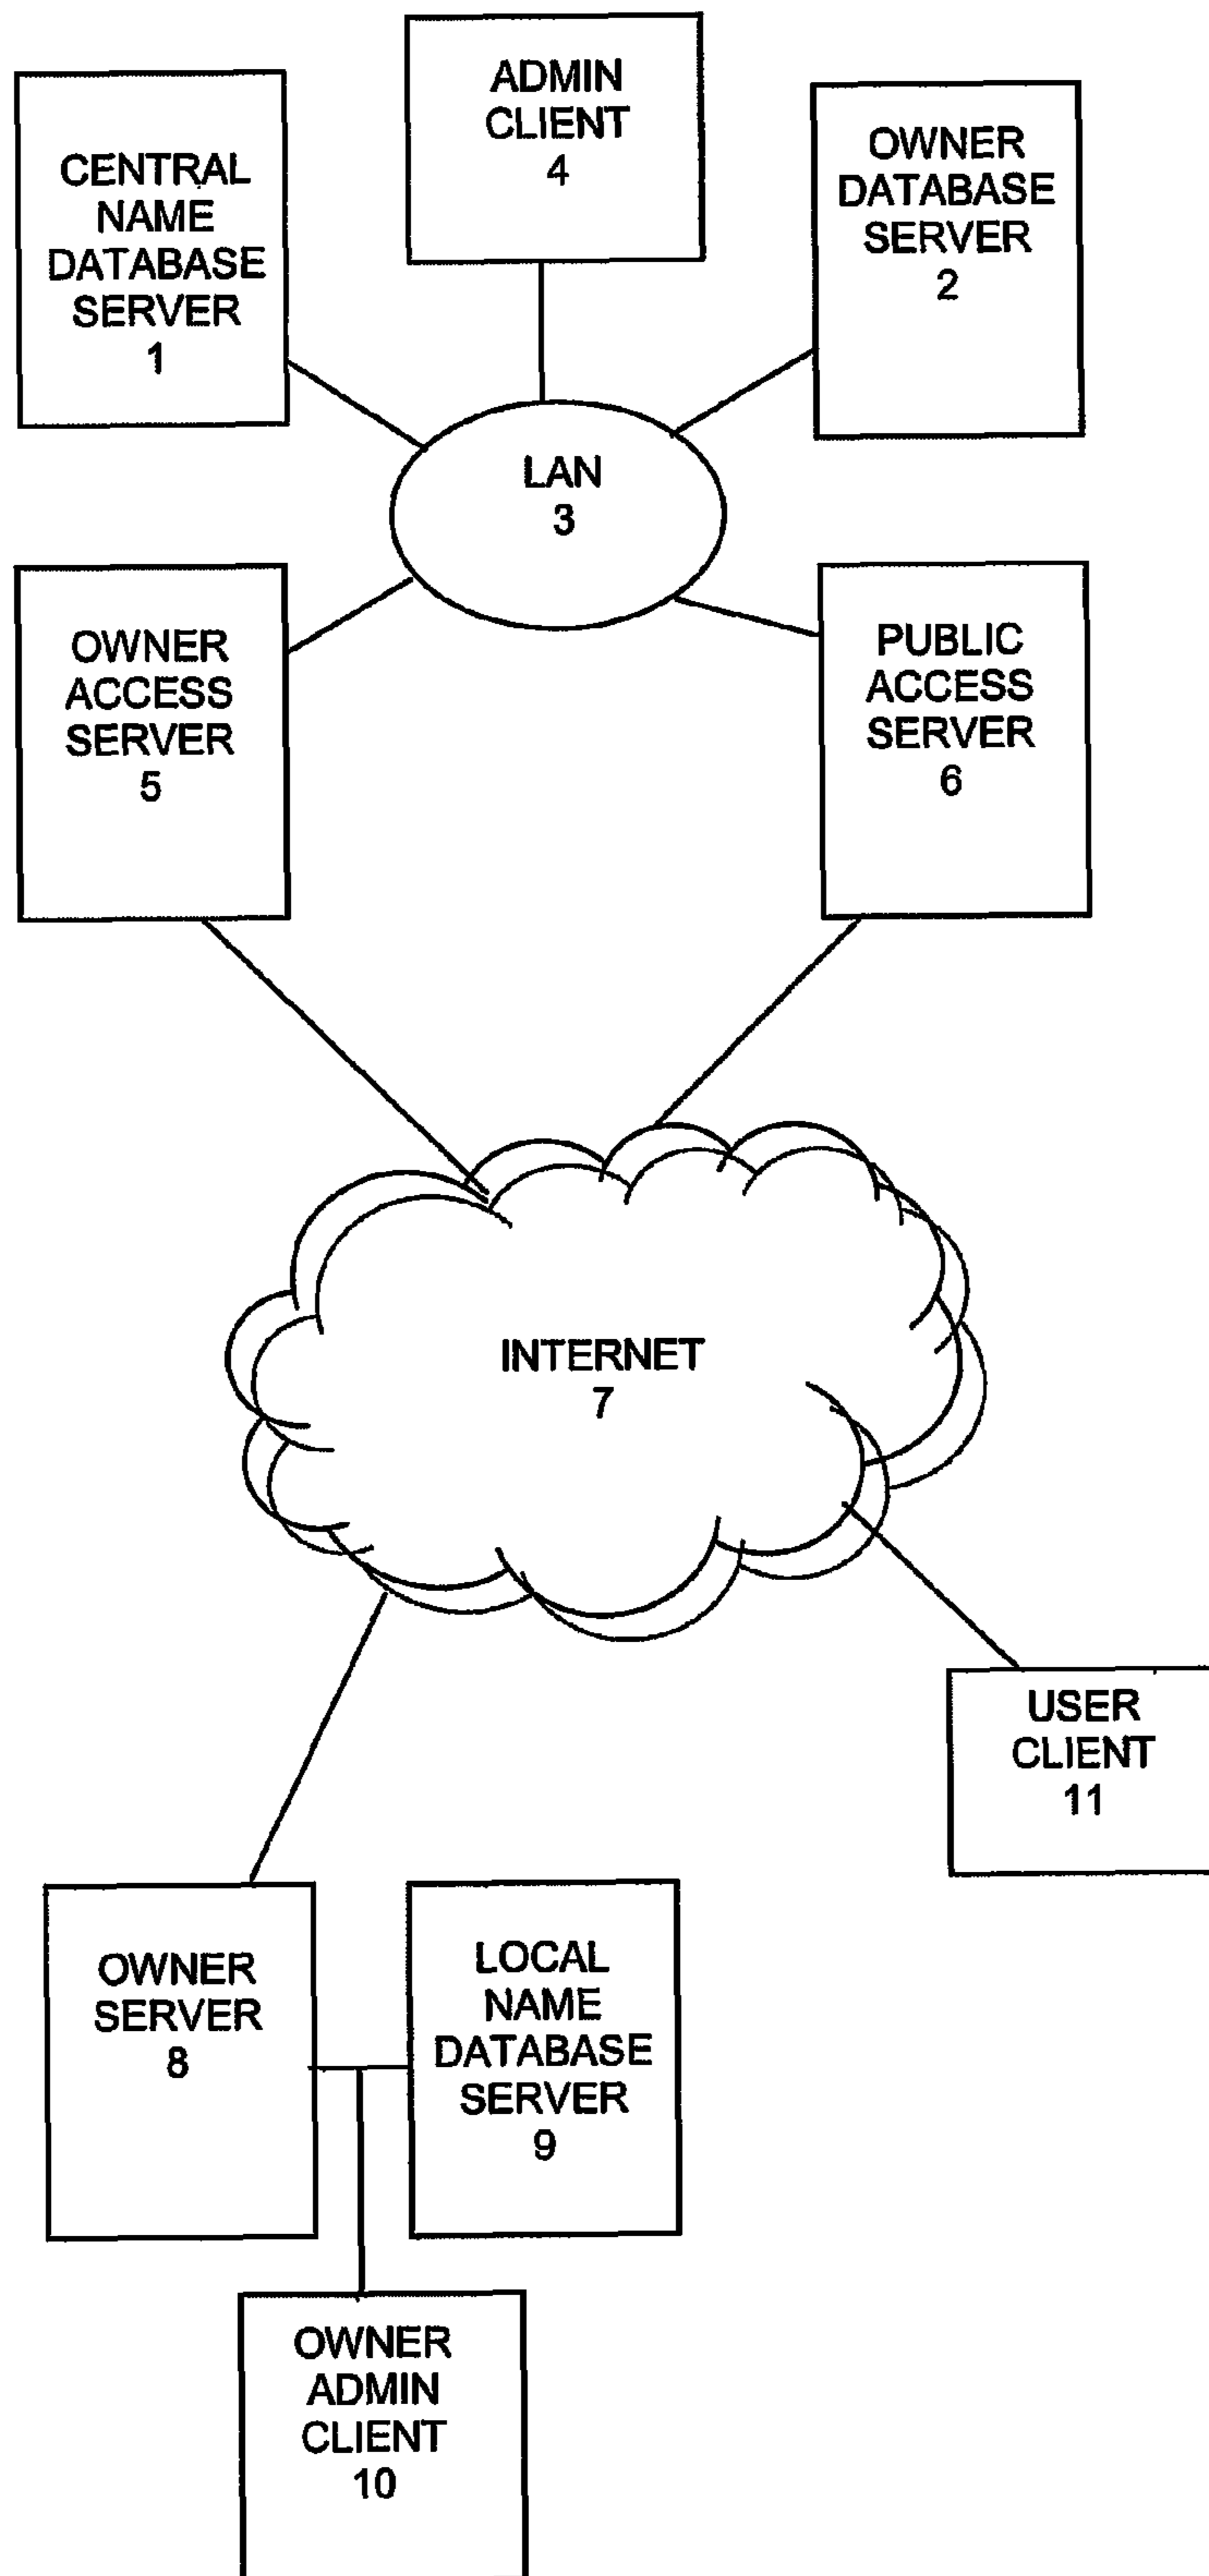 ADMIN
CLIENT
4
CENTRAL
NAME
DATABASE
SERVER
1
OWNER
DATABASE
SERVER
2
LAN
3
OWNER
ACCESS
SERVER
5
PUBLIC
ACCESS
SERVER
6
INTERNET
7
USER
CLIENT
11
OWNER
SERVER
8
LOCAL
NAME
DATABASE
SERVER
9
OWNER
ADMIN
CLIENT
10